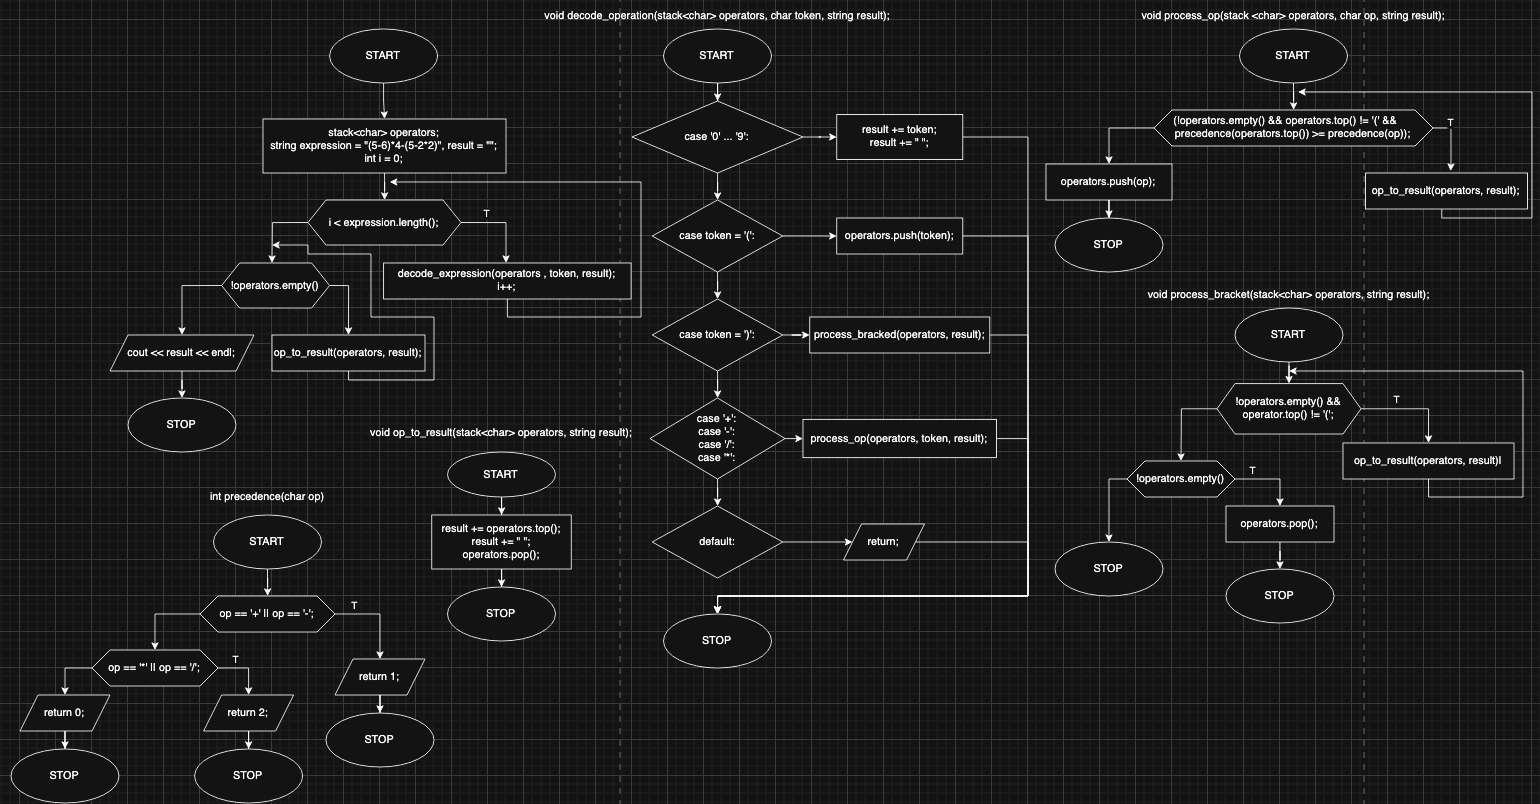 START
stack<char> operators;
string expression = "(5-6)*4-(5-2*2)", result = "";
int i = 0;
i < expression.length();
T
decode_expression(operators , token, result);
i++;
!operators.empty()
cout << result << endl;
op_to_result(operators, result);
STOP
void op_to_result(stack<char> operators, string result);
START
result += operators.top();
result += " ";
operators.pop();
STOP
int precedence(char op)
START
op == '+' || op == '-';
T
op == '*' || op == '/';
T
return 1;
return 0;
return 2;
STOP
STOP
STOP
void decode_operation(stack<char> operators, char token, string result);
START
case '0' ... '9':
result += token;
result += " ";
case token = '(':
operators.push(token);
case token = ')':
process_bracked(operators, result);
case '+':
case '-':
case '/':
case '*':
process_op(operators, token, result);
default:
return;
STOP
void process_op(stack <char> operators, char op, string result);
START
(!operators.empty() && operators.top() != '(' &&
precedence(operators.top()) >= precedence(op));
T
operators.push(op);
op_to_result(operators, result);
STOP
void process_bracket(stack<char> operators, string result);
START
!operators.empty() &&
operator.top() != '(';
T
op_to_result(operators, result)l
!operators.empty()
T
operators.pop();
STOP
STOP